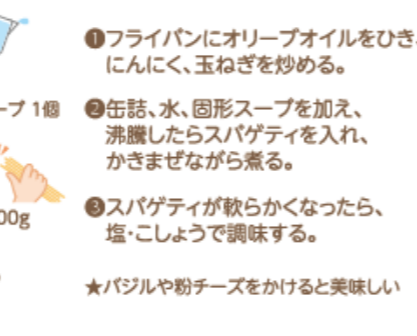 ❶フライパンにオリーブオイルをひき、
にんにく、玉ねぎを炒める。
ープ 1個
❷缶詰、水、固形スープを加え、
沸騰したらスパゲティを入れ、
かきまぜながら煮る。
00g
❸スパゲティが軟らかくなったら、
塩・こしょうで調味する。
★バジルや粉チーズをかけると美味しい